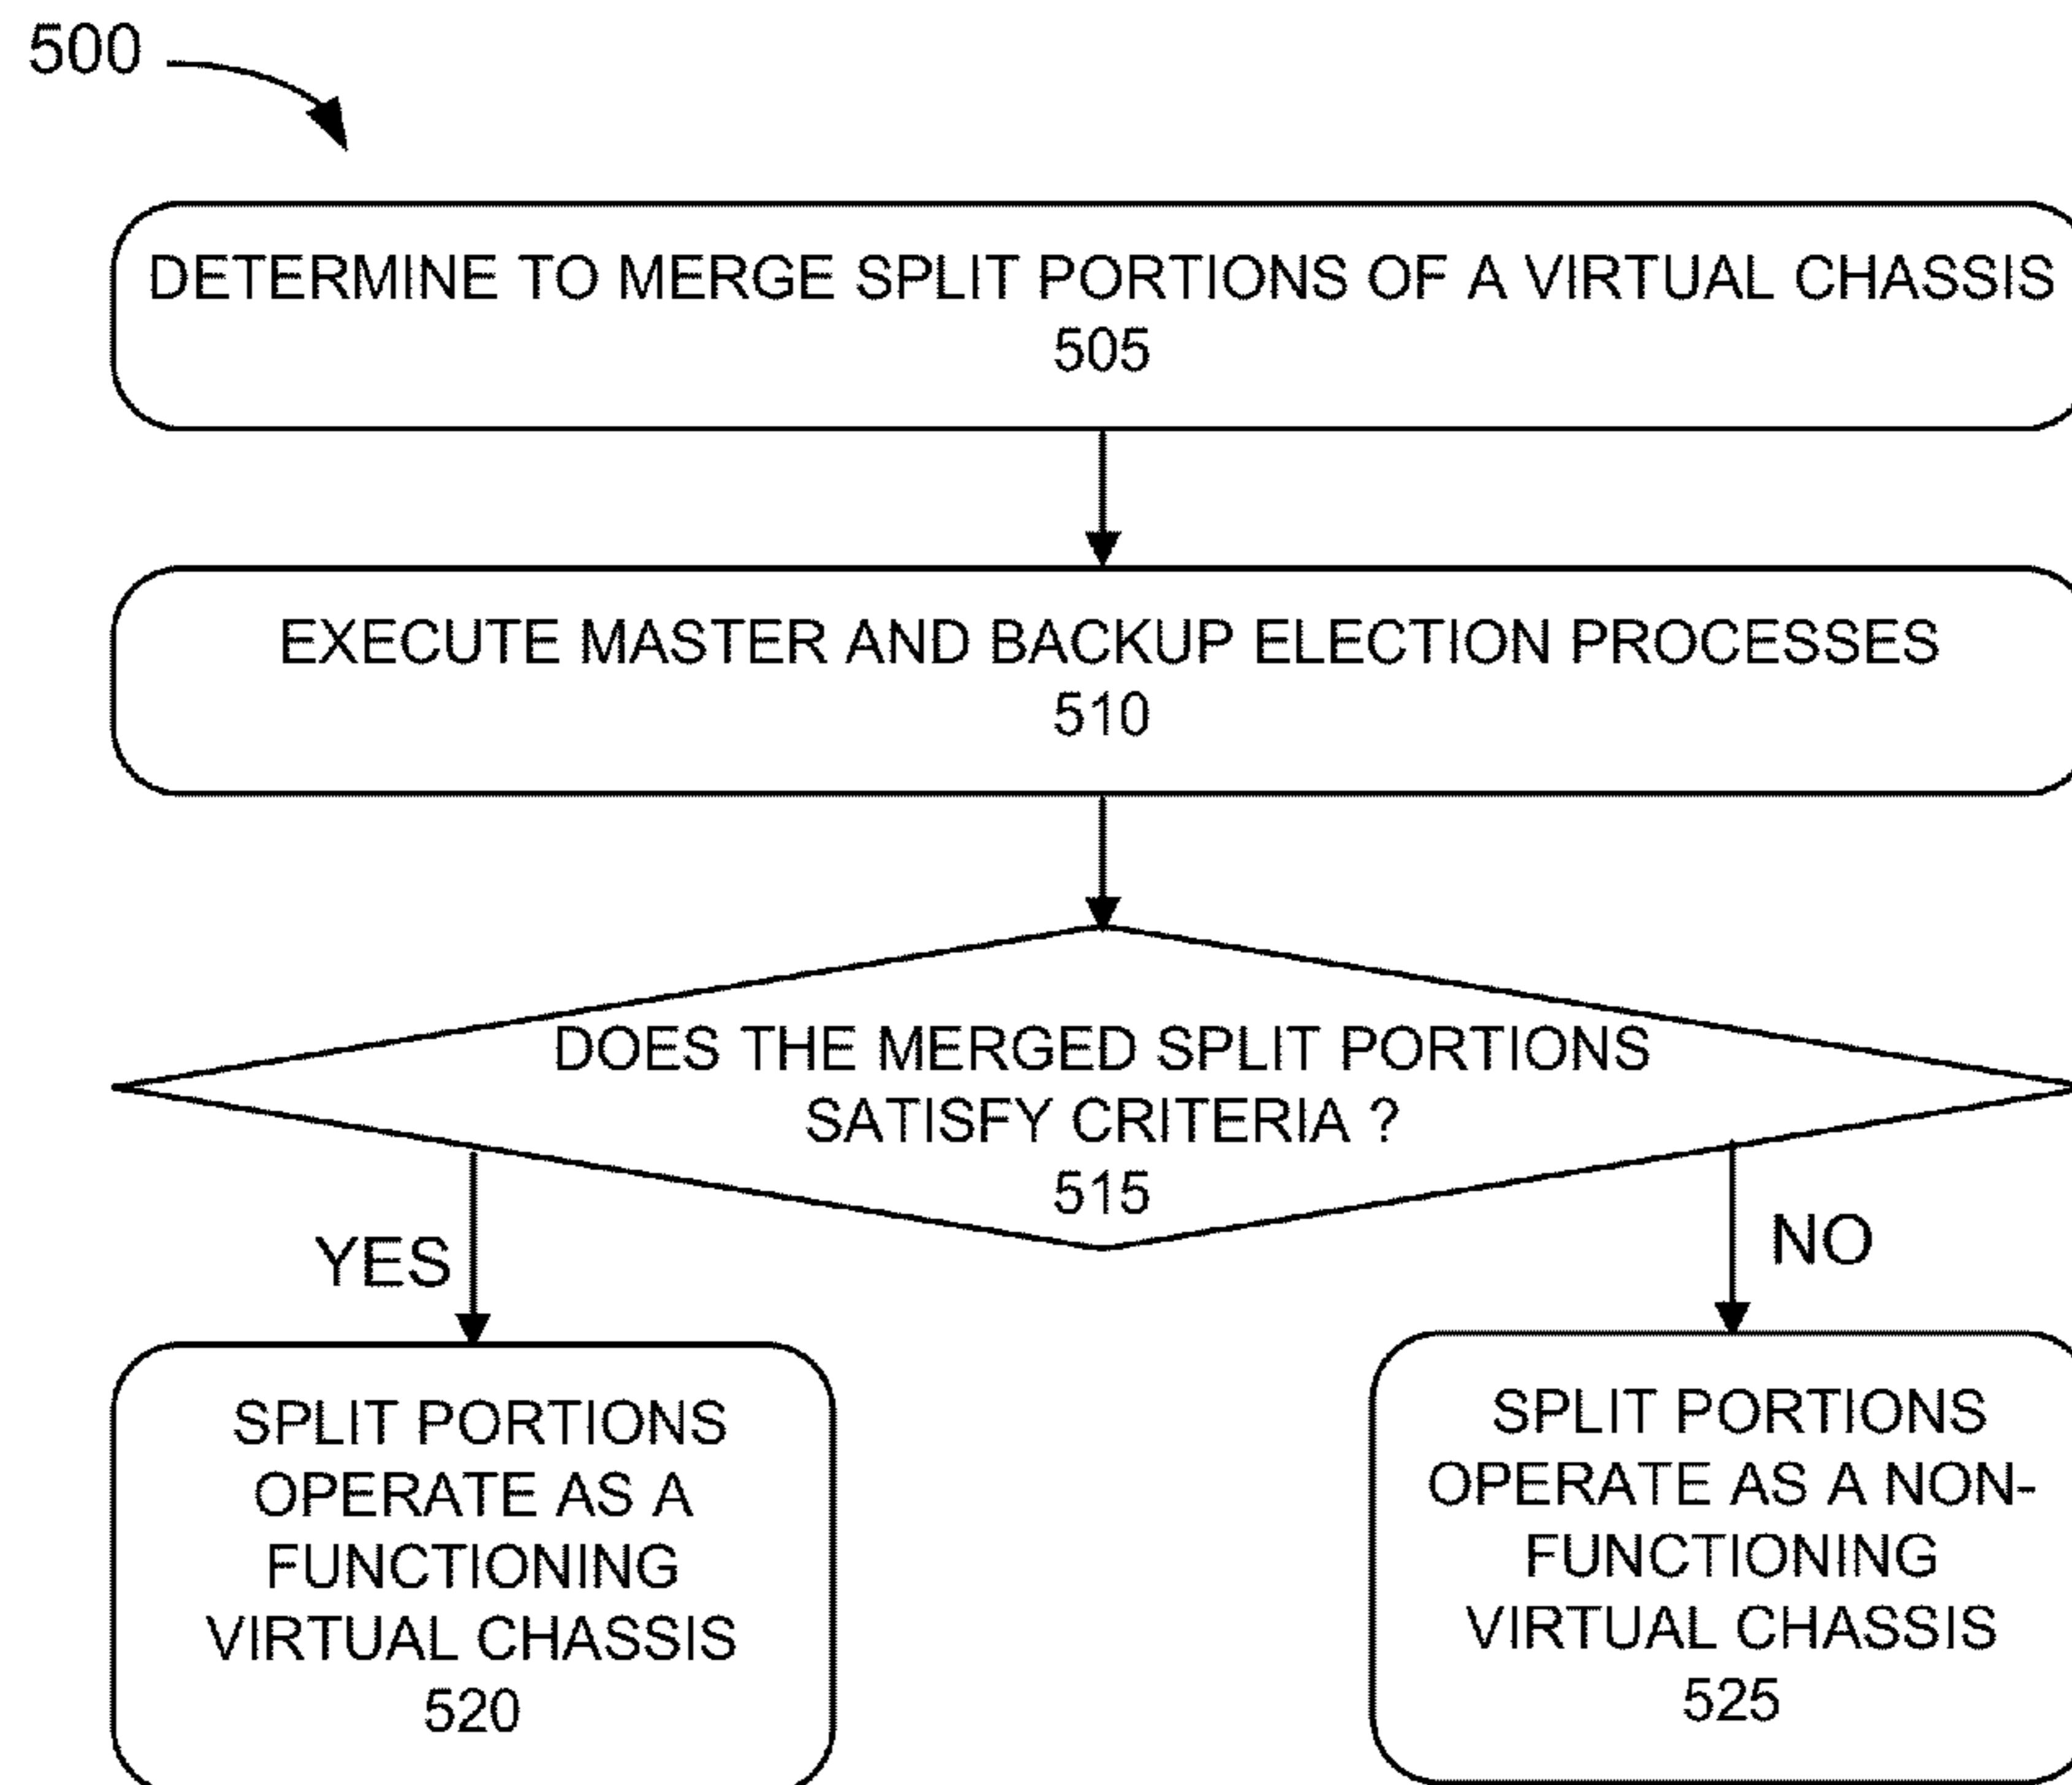 500
DETERMINE TO MERGE SPLIT PORTIONS OF A VIRTUAL CHASSIS
505
EXECUTE MASTER AND BACKUP ELECTION PROCESSES
510
DOES THE MERGED SPLIT PORTIONS
SATISFY CRITERIA ?
515
YES
NO
SPLIT PORTIONS
OPERATE AS A
FUNCTIONING
VIRTUAL CHASSIS
520
SPLIT PORTIONS
OPERATE AS A NON-
FUNCTIONING
VIRTUAL CHASSIS
525